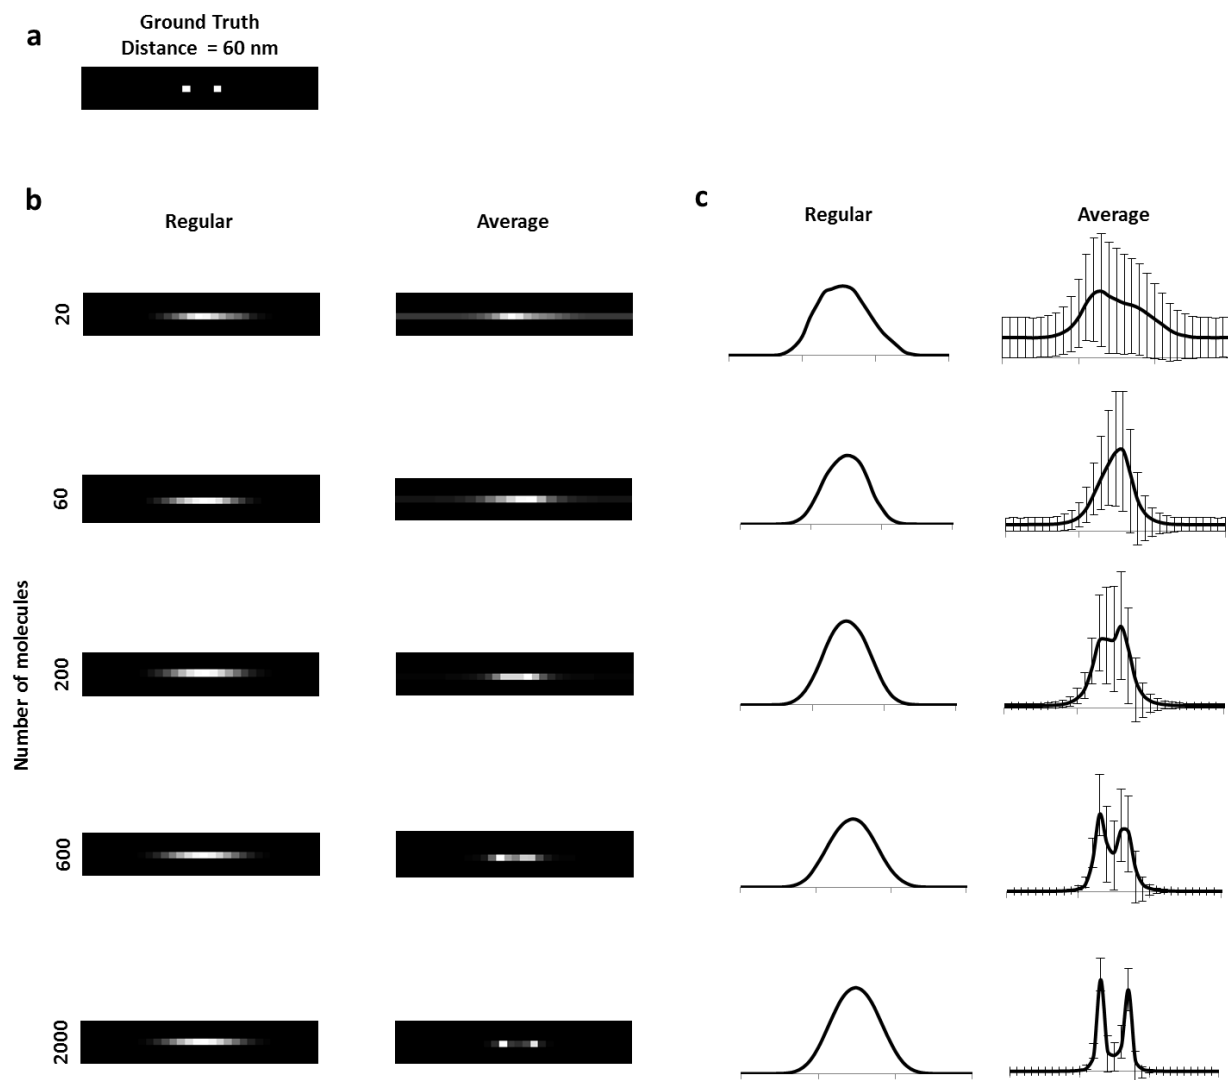 a
Ground Truth
Distance = 60 nm
b
Regular
Average
c
Regular
Average
Number of molecules
20
60
200
600
2000